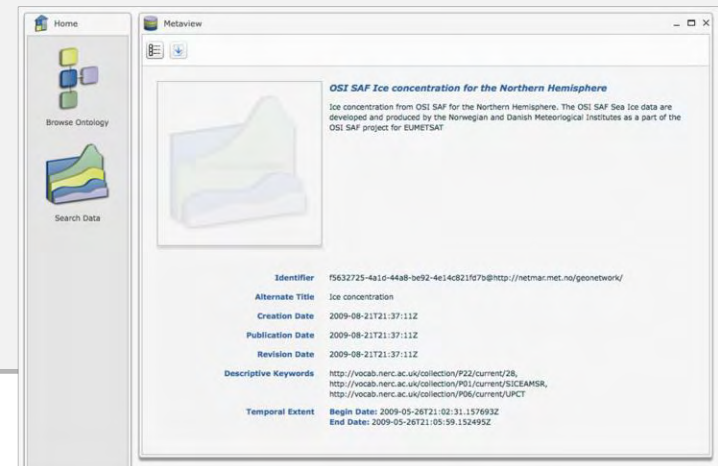 Home
Browse Ontology
Search Data
Metaview
OSI SAF Ice concentration for the Northern Hemisphere
Ice concentration from OSI SAF for the Northern Hemisphere. The OSI SAF Sea Ice data are
developed and produced by the Norwegian and Danish Meteorlogical Institutes as a part of the
OSI SAF project for EUMETSAT
Identifier f5632725-4a1d-44a8-be92-4e14c821fd7b@http://netmar.met.no/geonetwork/
Alternate Title Ice concentration
Creation Date 2009-08-21T21:37:11Z
Publication Date 2009-08-21T21:37:11Z
Revision Date 2009-08-21T21:37:11Z
Descriptive Keywords http://vocab.nerc.ac.uk/collection/P22/current/28,
http://vocab.nerc.ac.uk/collection/P01/current/SICEAMSR,
http://vocab.nerc.ac.uk/collection/P06/current/UPCT
Temporal Extent Begin Date: 2009-05-26T21:02:31.157693Z
End Date: 2009-05-26T21:05:59.152495Z